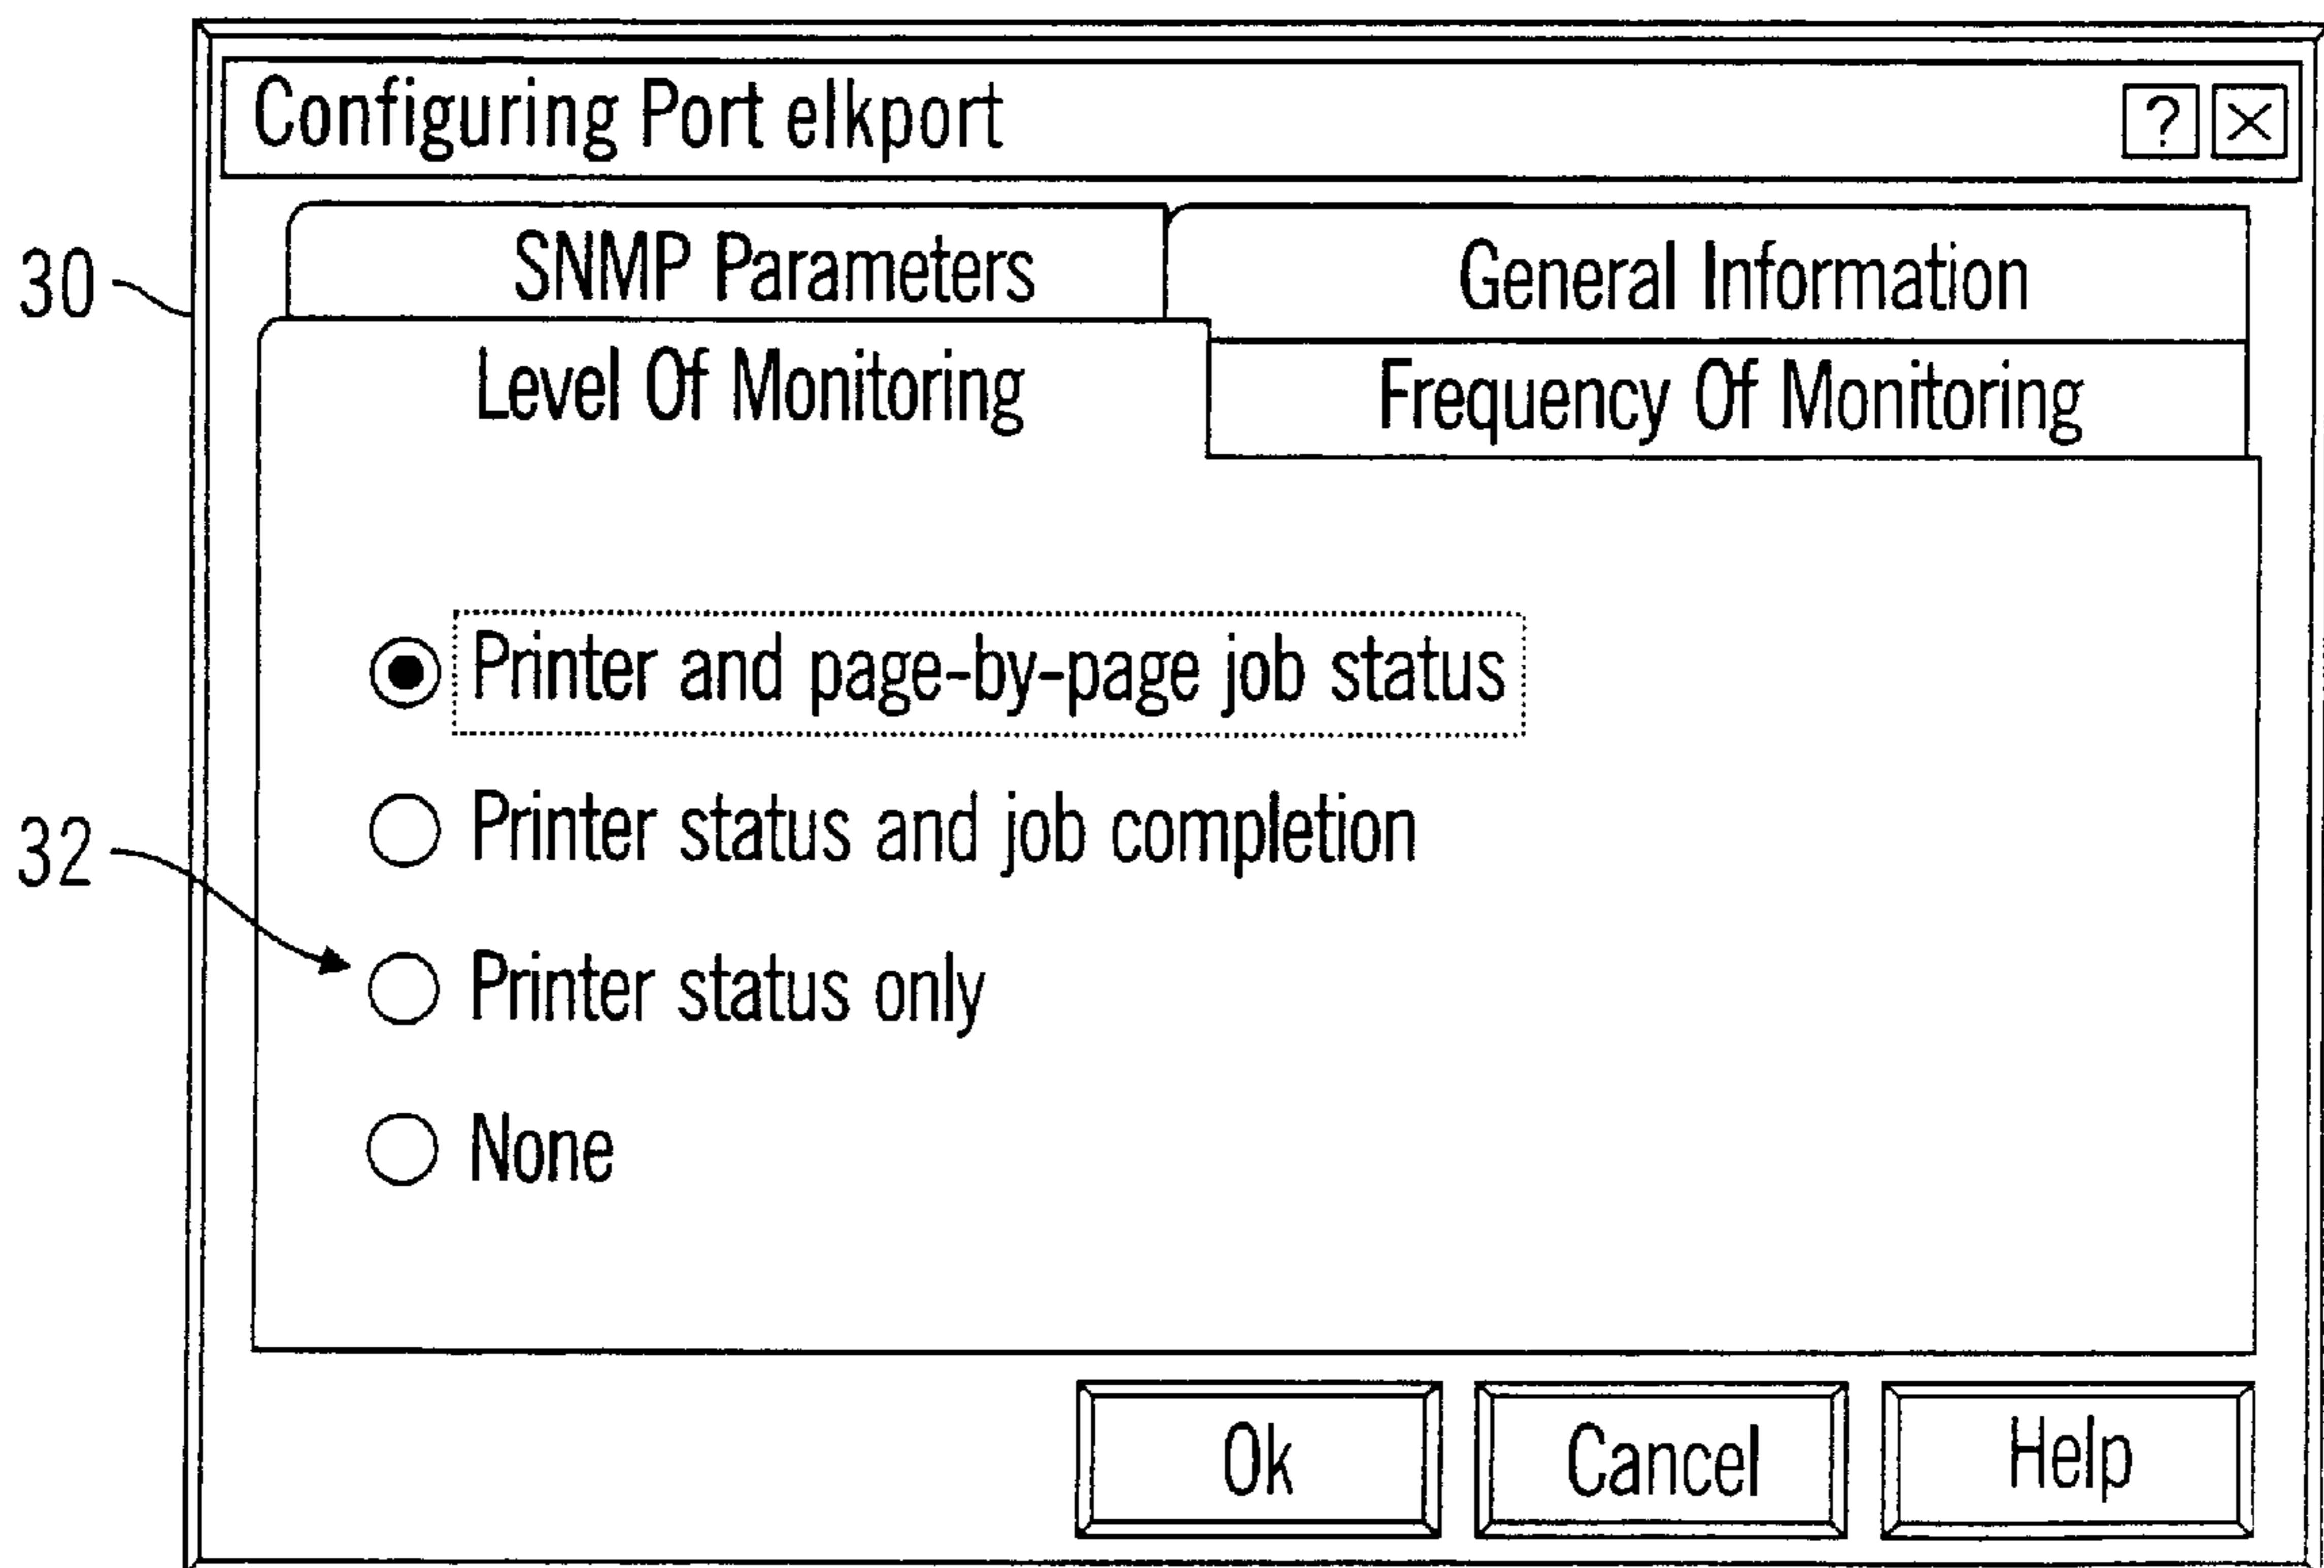 Configuring Port elkport
? X
SNMP Parameters
General Information
30
Level Of Monitoring
Frequency Of Monitoring
Printer and page-by-page job status
Printer status and job completion
32
Printer status only
None
Ok
Cancel
Help